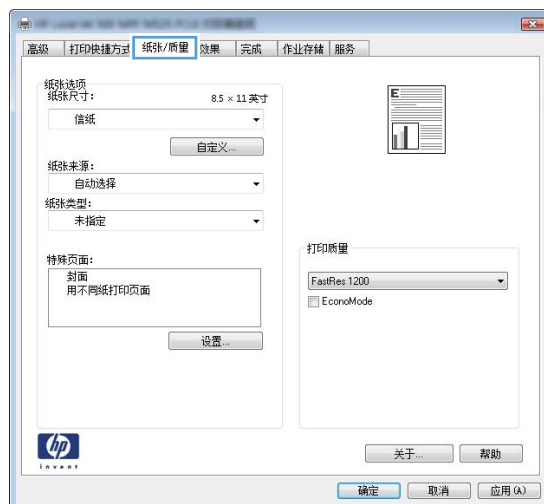 高级 打印快捷方式 纸张/质量 效果 完成 作业存储 服务
纸张选项
纸张尺寸： 8.5 × 11 英寸
信纸
自定义...
纸张来源：
自动选择
纸张类型：
未指定
特殊页面：
封面
用不同纸打印页面
设置...
E
打印质量
FastRes 1200
EconoMode
hp
invent
关于... 帮助
确定 取消 应用(A)